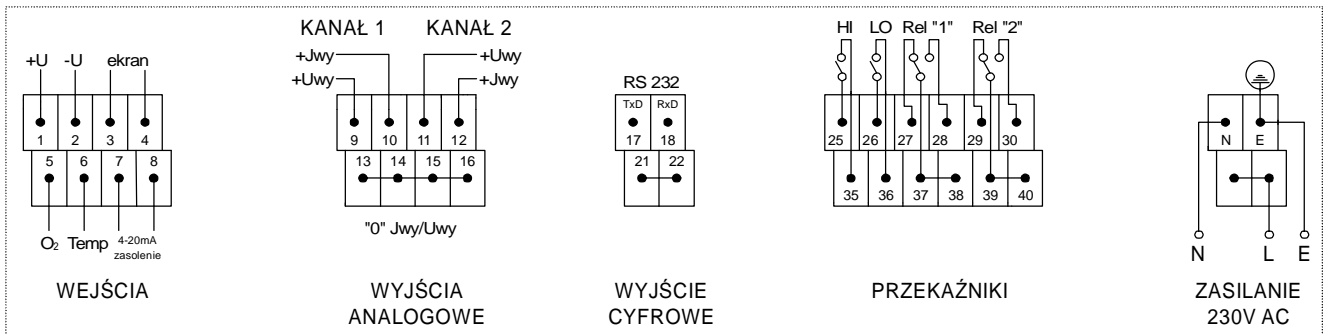 KANAŁ 1 KANAŁ 2
HI LO Rel "1" Rel "2"
+U -U ekran
+Jwy +Uwy
+Uwy +Jwy
RS 232
TxD RxD
1 2 3 4
9 10 11 12
17 18
25 26 27 28 29 30
N E
5 6 7 8
13 14 15 16
21 22
35 36 37 38 39 40
O₂ Temp 4-20mA
zasolenie
"0" Jwy/Uwy
N L E
WEJŚCIA
WYJŚCIA
ANALOGOWE
WYJŚCIE
CYFROWE
PRZEKAŹNIKI
ZASILANIE
230V AC